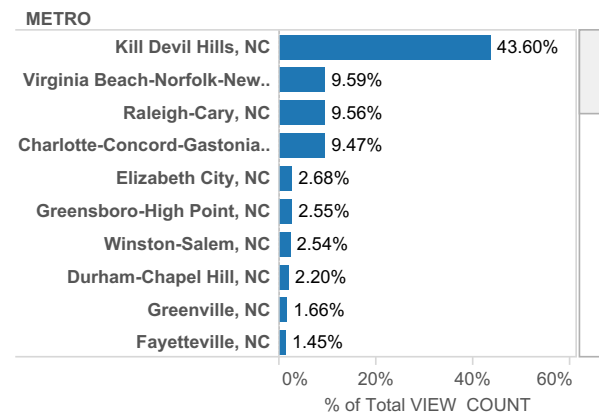 METRO
Kill Devil Hills, NC 43.60%
Virginia Beach-Norfolk-New.. 9.59%
Raleigh-Cary, NC 9.56%
Charlotte-Concord-Gastonia.. 9.47%
Elizabeth City, NC 2.68%
Greensboro-High Point, NC 2.55%
Winston-Salem, NC 2.54%
Durham-Chapel Hill, NC 2.20%
Greenville, NC 1.66%
Fayetteville, NC 1.45%
0% 20% 40% 60%
% of Total VIEW_COUNT